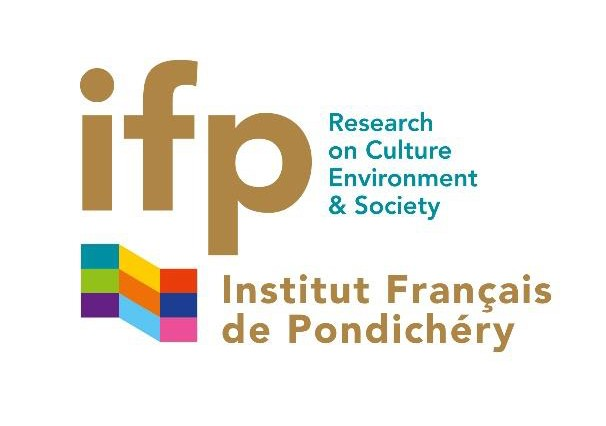 ifp
Research
on Culture
Environment
& Society
Institut Français
de Pondichéry